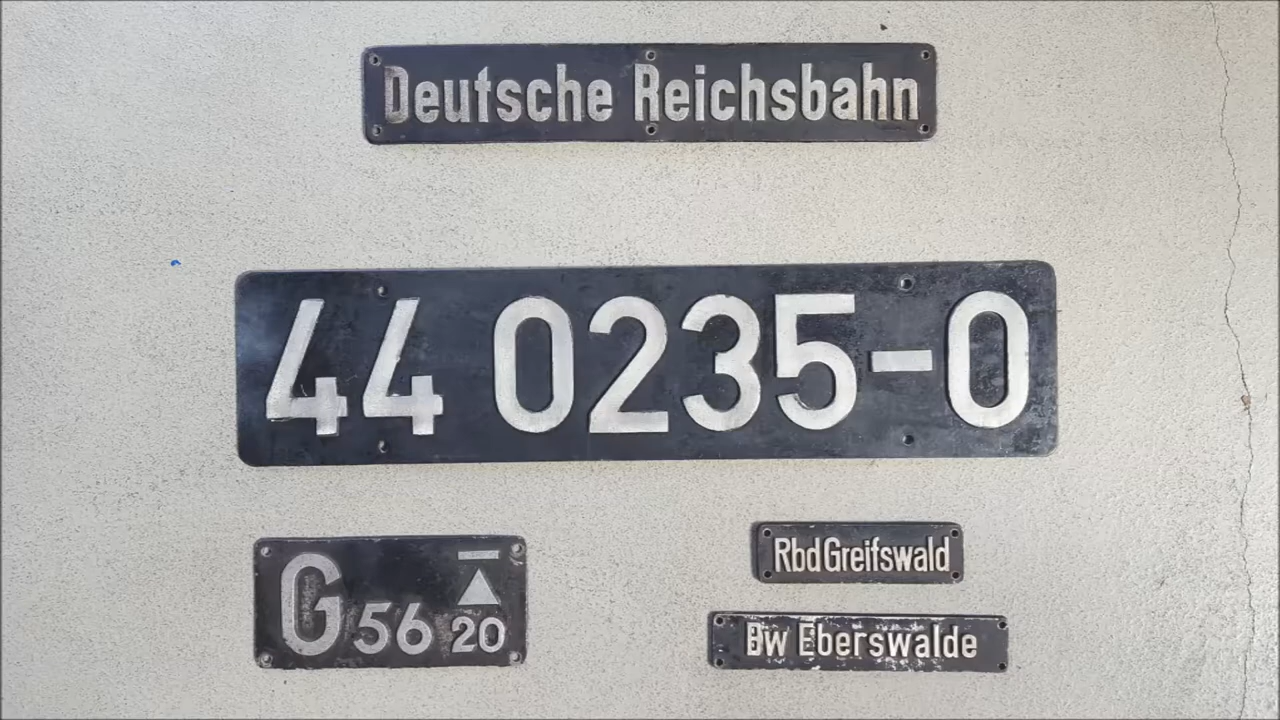 Deutsche Reichsbahn
44 0235-0
G 56 20
Rbd Greifswald
Bw Eberswalde